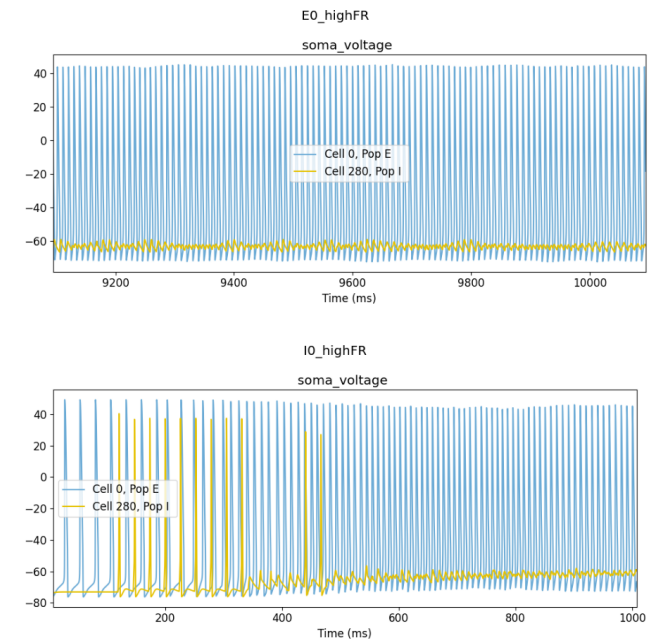 E0_highFR
soma_voltage
40
20
0
−20
−40
−60
Cell 0, Pop E
Cell 280, Pop I
9200 9400 9600 9800 10000
Time (ms)
I0_highFR
soma_voltage
40
20
0
−20
−40
−60
−80
Cell 0, Pop E
Cell 280, Pop I
200 400 600 800 1000
Time (ms)